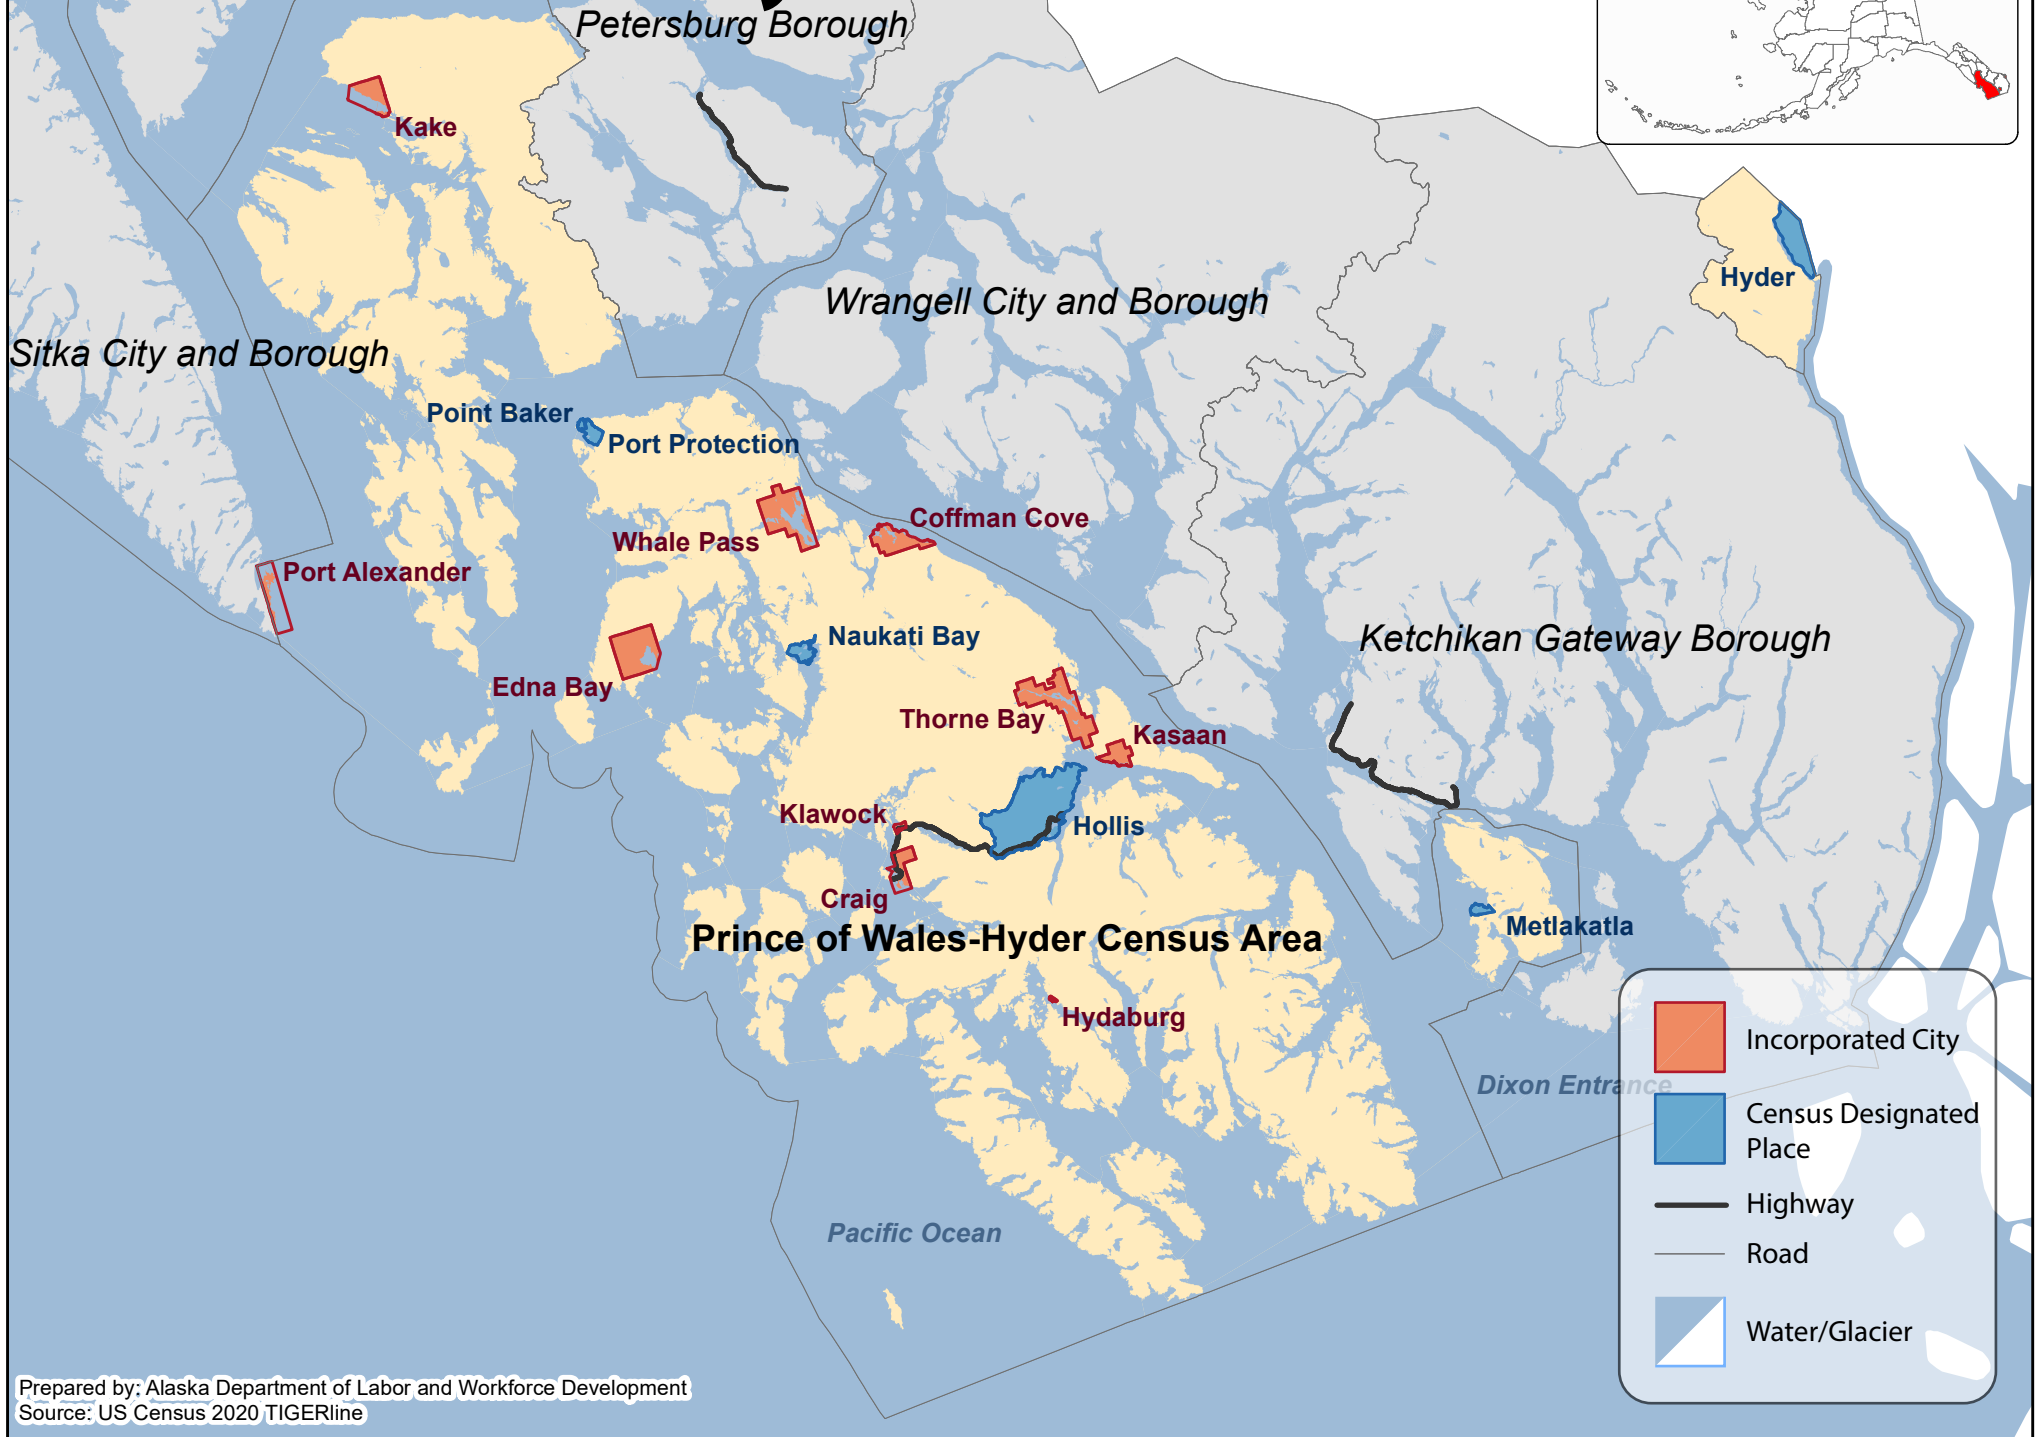 Petersburg Borough
Kake
Hyder
Wrangell City and Borough
Sitka City and Borough
Point Baker
Port Protection
Coffman Cove
Whale Pass
Port Alexander
Naukati Bay
Ketchikan Gateway Borough
Edna Bay
Thorne Bay
Kasaan
Klawock
Hollis
Craig
Metlakatla
Prince of Wales-Hyder Census Area
Hydaburg
Incorporated City
Dixon Entrance
Census Designated
Place
Highway
Pacific Ocean
Road
Water/Glacier
Prepared by: Alaska Department of Labor and Workforce Development
Source: US Census 2020 TIGERline